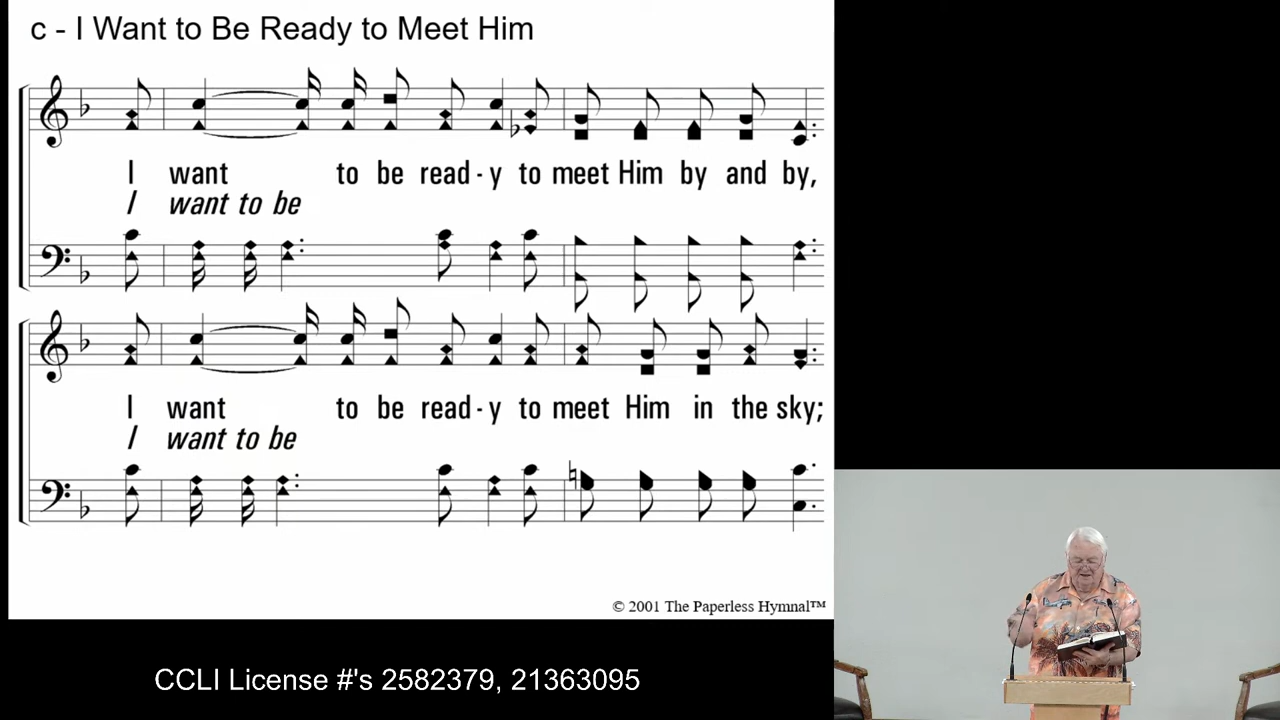 c - I Want to Be Ready to Meet Him
I want to be read - y to meet Him by and by,
I want to be
I want to be read - y to meet Him in the sky;
I want to be
© 2001 The Paperless Hymnal™
CCLI License #'s 2582379, 21363095